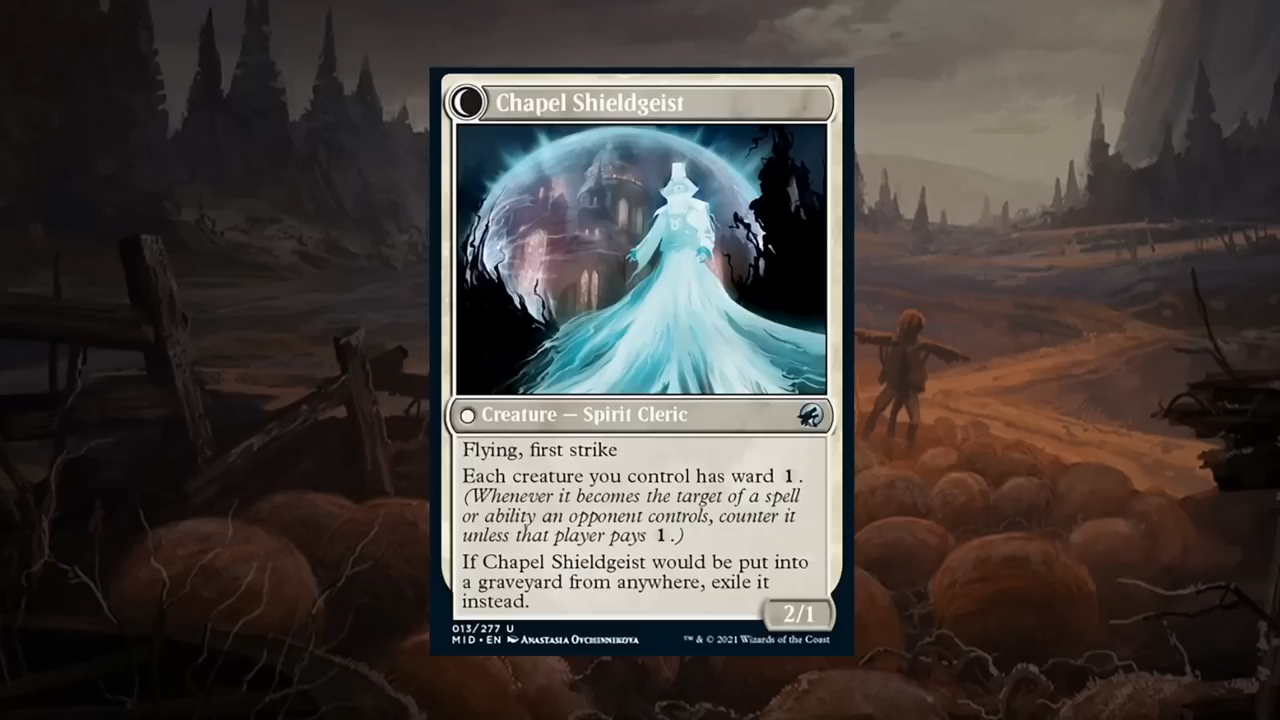 Chapel Shieldgeist
Creature — Spirit Cleric
Flying, first strike
Each creature you control has ward 1.
(Whenever it becomes the target of a spell
or ability an opponent controls, counter it
unless that player pays 1.)
If Chapel Shieldgeist would be put into
a graveyard from anywhere, exile it
instead.
2/1
013/277 U
MID • EN Anastasia Ovchinnikova
™ & © 2021 Wizards of the Coast